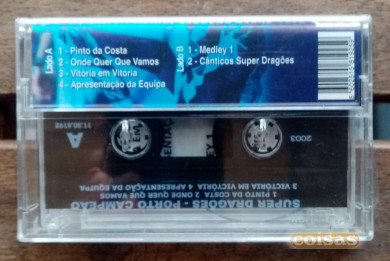 Lado A
1 - Pinto da Costa
2 - Onde Quer Que Vamos
3 - Vitória em Vitória
4 - Apresentação da Equipa
Lado B
1 - Medley 1
2 - Cânticos Super Dragões
A
2003
SUPER DRAGÕES - PORTO CAMPEÃO
1 PINTO DA COSTA 2 ONDE QUER QUE VAMOS
3 VICTÓRIA EM VICTÓRIA 4 APRESENTAÇÃO DA EQUIPA
coisas